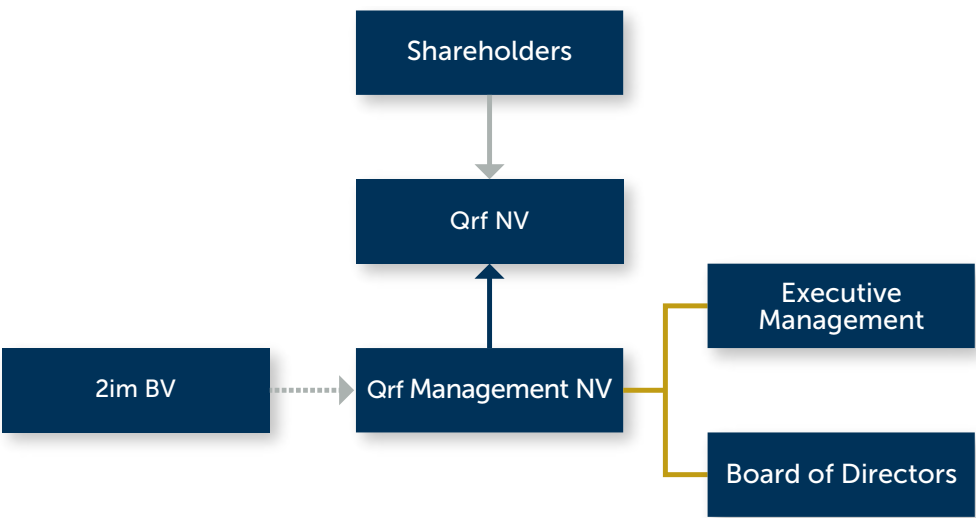 Shareholders
Qrf NV
Executive
Management
2im BV
Qrf Management NV
Board of Directors